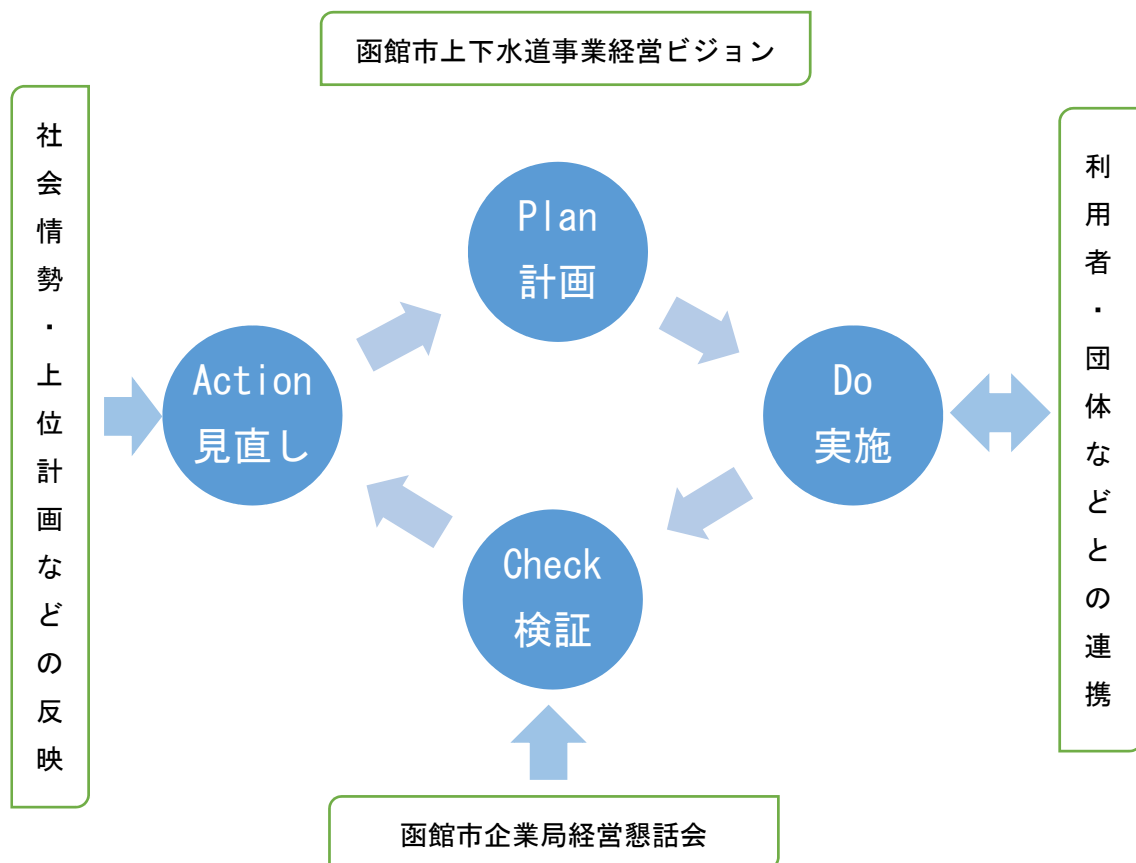 函館市上下水道事業経営ビジョン
社会情勢・上位計画などの反映
Plan
計画
Action
見直し
Do
実施
利用者・団体などとの連携
Check
検証
函館市企業局経営懇話会